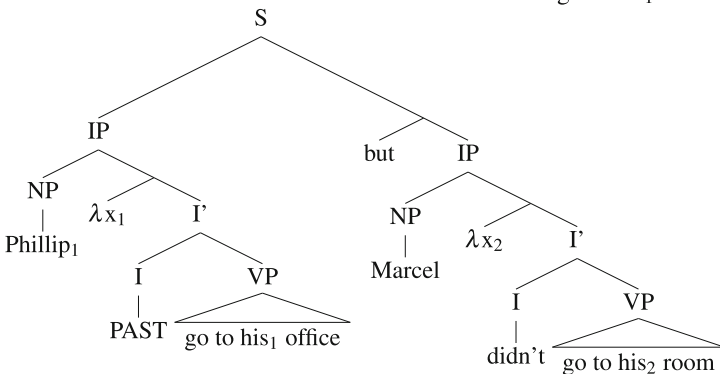 S
IP
but
IP
NP
λx₁
I'
NP
λx₂
I'
Phillip₁
I
VP
Marcel
I
VP
PAST
go to his₁ office
didn't
go to his₂ room